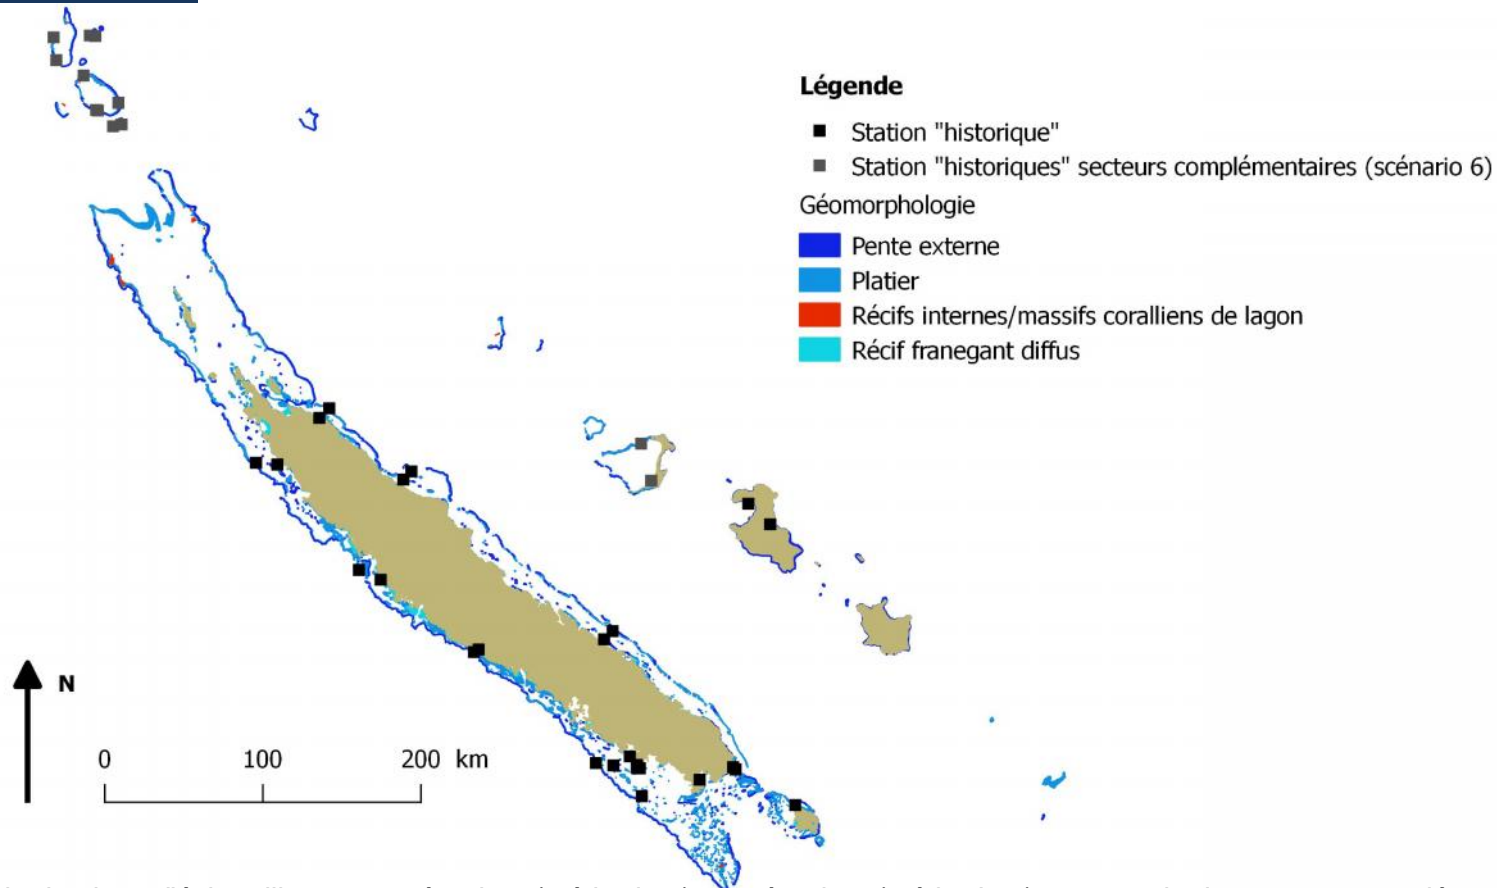 Légende
Station "historique"
Station "historiques" secteurs complémentaires (scénario 6)
Géomorphologie
Pente externe
Platier
Récifs internes/massifs coralliens de lagon
Récif franegant diffus
N
0 100 200 km